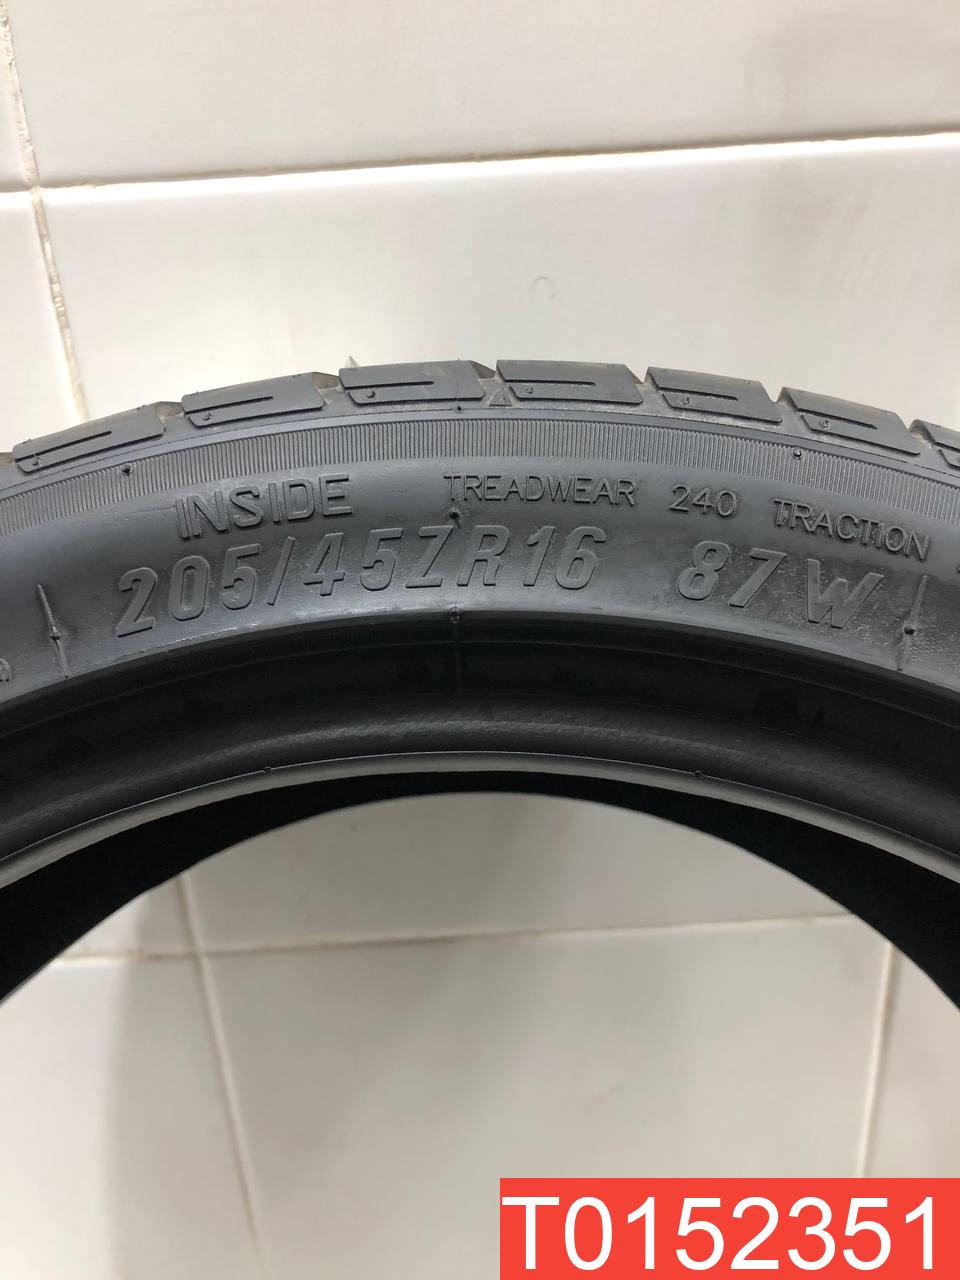 INSIDE TREADWEAR 240 TRACTION
205/45ZR16 87W
T0152351